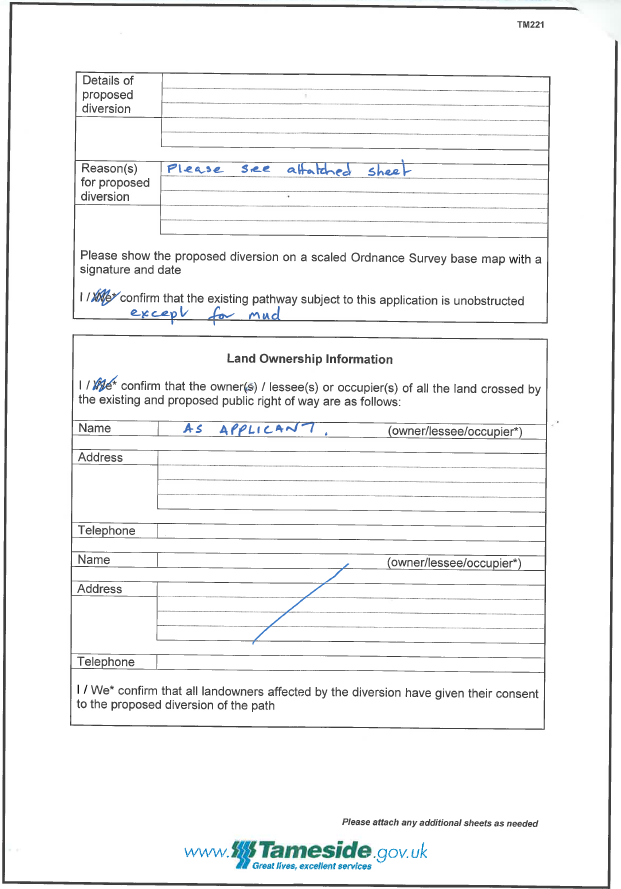 TM221
Details of
proposed
diversion
Reason(s)
for proposed
diversion
Please see attatched sheet
Please show the proposed diversion on a scaled Ordnance Survey base map with a
signature and date
I / We* confirm that the existing pathway subject to this application is unobstructed
except for mud
Land Ownership Information
I / We* confirm that the owner(s) / lessee(s) or occupier(s) of all the land crossed by
the existing and proposed public right of way are as follows:
Name AS APPLICANT. (owner/lessee/occupier*)
Address
Telephone
Name (owner/lessee/occupier*)
Address
Telephone
I / We* confirm that all landowners affected by the diversion have given their consent
to the proposed diversion of the path
Please attach any additional sheets as needed
www.Tameside.gov.uk
Great lives, excellent services